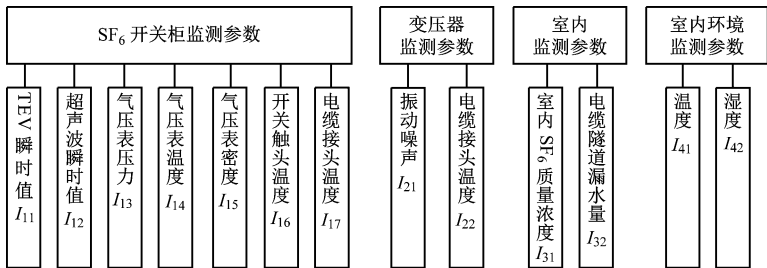 SF₆ 开关柜监测参数
变压器
监测参数
室内
监测参数
室内环境
监测参数
TEV 瞬时值 I₁₁
超声波瞬时值 I₁₂
气压表压力 I₁₃
气压表温度 I₁₄
气压表密度 I₁₅
开关触头温度 I₁₆
电缆接头温度 I₁₇
振动噪声 I₂₁
电缆接头温度 I₂₂
室内 SF₆ 质量浓度 I₃₁
电缆隧道漏水量 I₃₂
温度 I₄₁
湿度 I₄₂